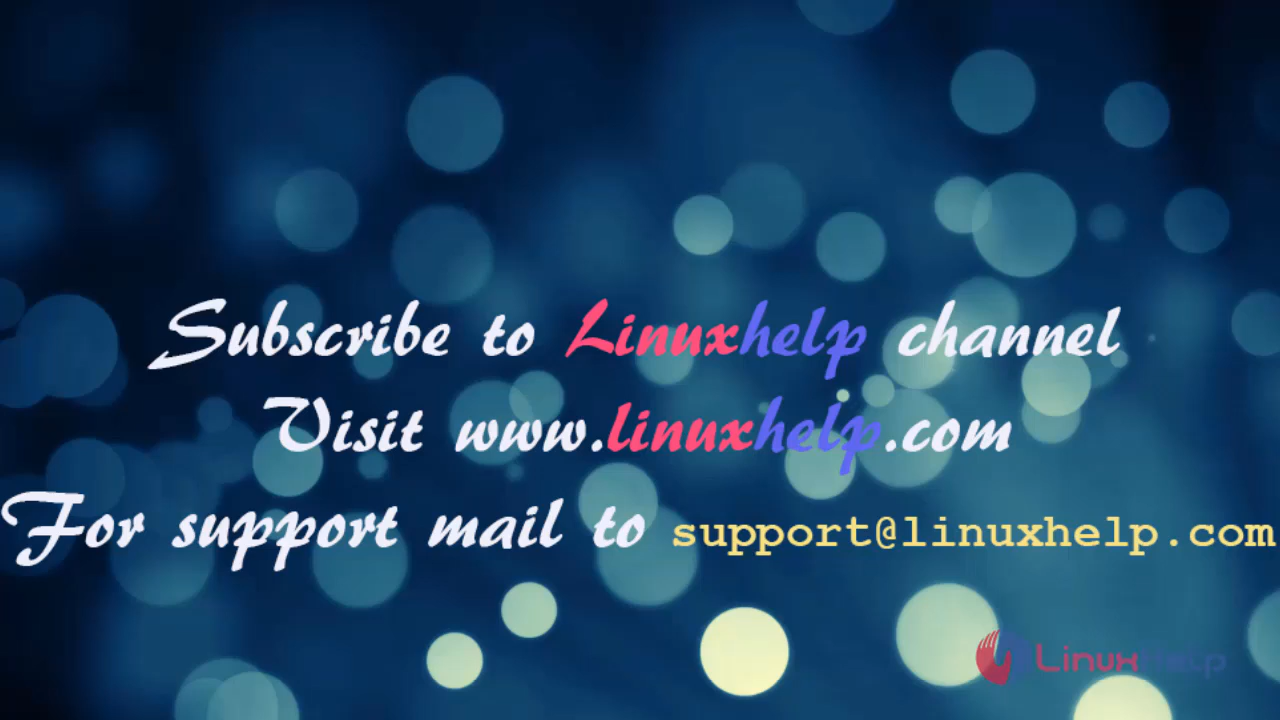 Subscribe to Linuxhelp channel
Visit www.linuxhelp.com
For support mail to support@linuxhelp.com
LinuxHelp